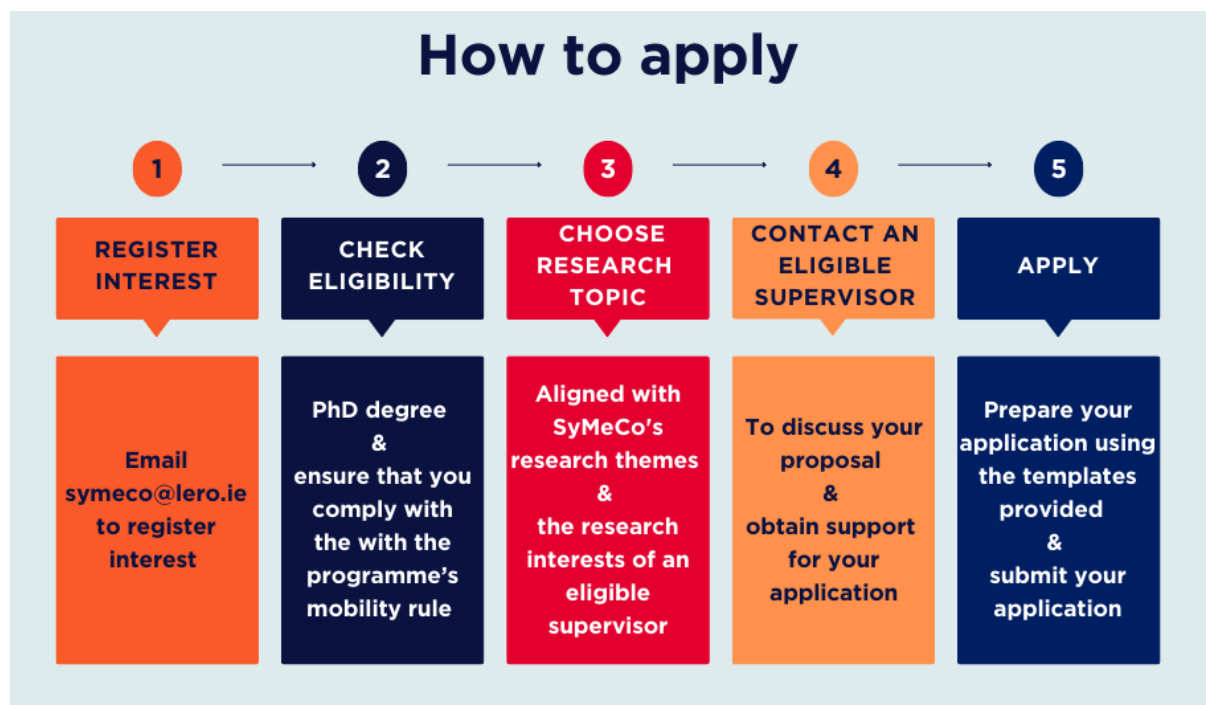 How to apply
1
2
3
4
5
REGISTER
INTEREST
CHECK
ELIGIBILITY
CHOOSE
RESEARCH
TOPIC
CONTACT AN
ELIGIBLE
SUPERVISOR
APPLY
Email
symeco@lero.ie
to register
interest
PhD degree
&
ensure that you
comply with
the with the
programme’s
mobility rule
Aligned with
SyMeCo's
research themes
&
the research
interests of an
eligible
supervisor
To discuss your
proposal
&
obtain support
for your
application
Prepare your
application using
the templates
provided
&
submit your
application